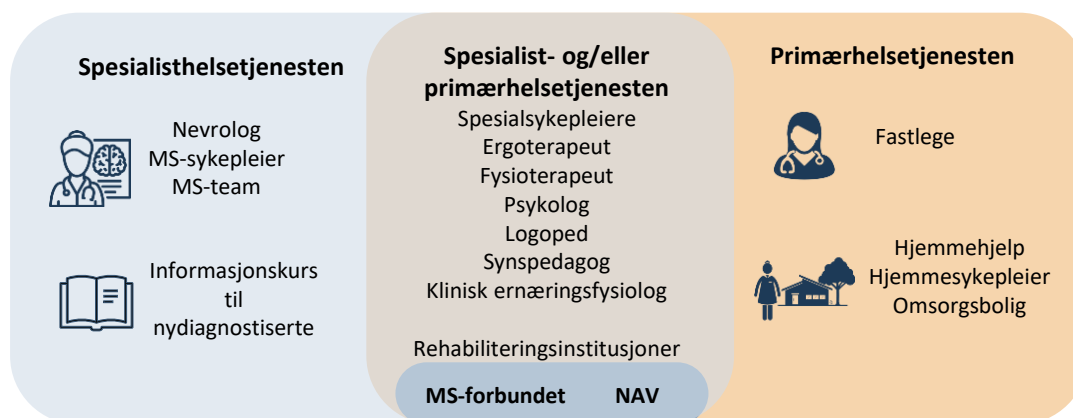 Spesialisthelsetjenesten
Nevrolog
MS-sykepleier
MS-team
Informasjonskurs
til
nydiagnostiserte
Spesialist- og/eller
primærhelsetjenesten
Spesialsykepleiere
Ergoterapeut
Fysioterapeut
Psykolog
Logoped
Synspedagog
Klinisk ernæringsfysiolog
Rehabiliteringsinstitusjoner
MS-forbundet NAV
Primærhelsetjenesten
Fastlege
Hjemmehjelp
Hjemmesykepleier
Omsorgsbolig